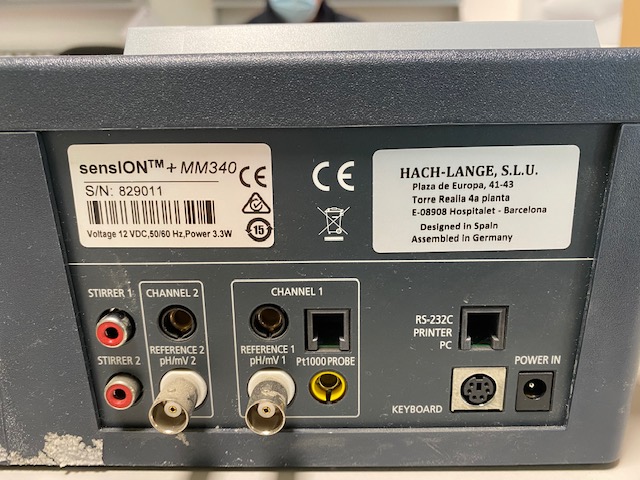 sensION™+ MM340
S/N: 829011
Voltage 12 VDC,50/60 Hz,Power 3.3W
CE
15
CE
HACH-LANGE, S.L.U.
Plaza de Europa, 41-43
Torre Realia 4a planta
E-08908 Hospitalet - Barcelona
Designed in Spain
Assembled in Germany
STIRRER 1
STIRRER 2
CHANNEL 2
REFERENCE 2
pH/mV 2
CHANNEL 1
REFERENCE 1
pH/mV 1
Pt1000 PROBE
RS-232C
PRINTER
PC
KEYBOARD
POWER IN